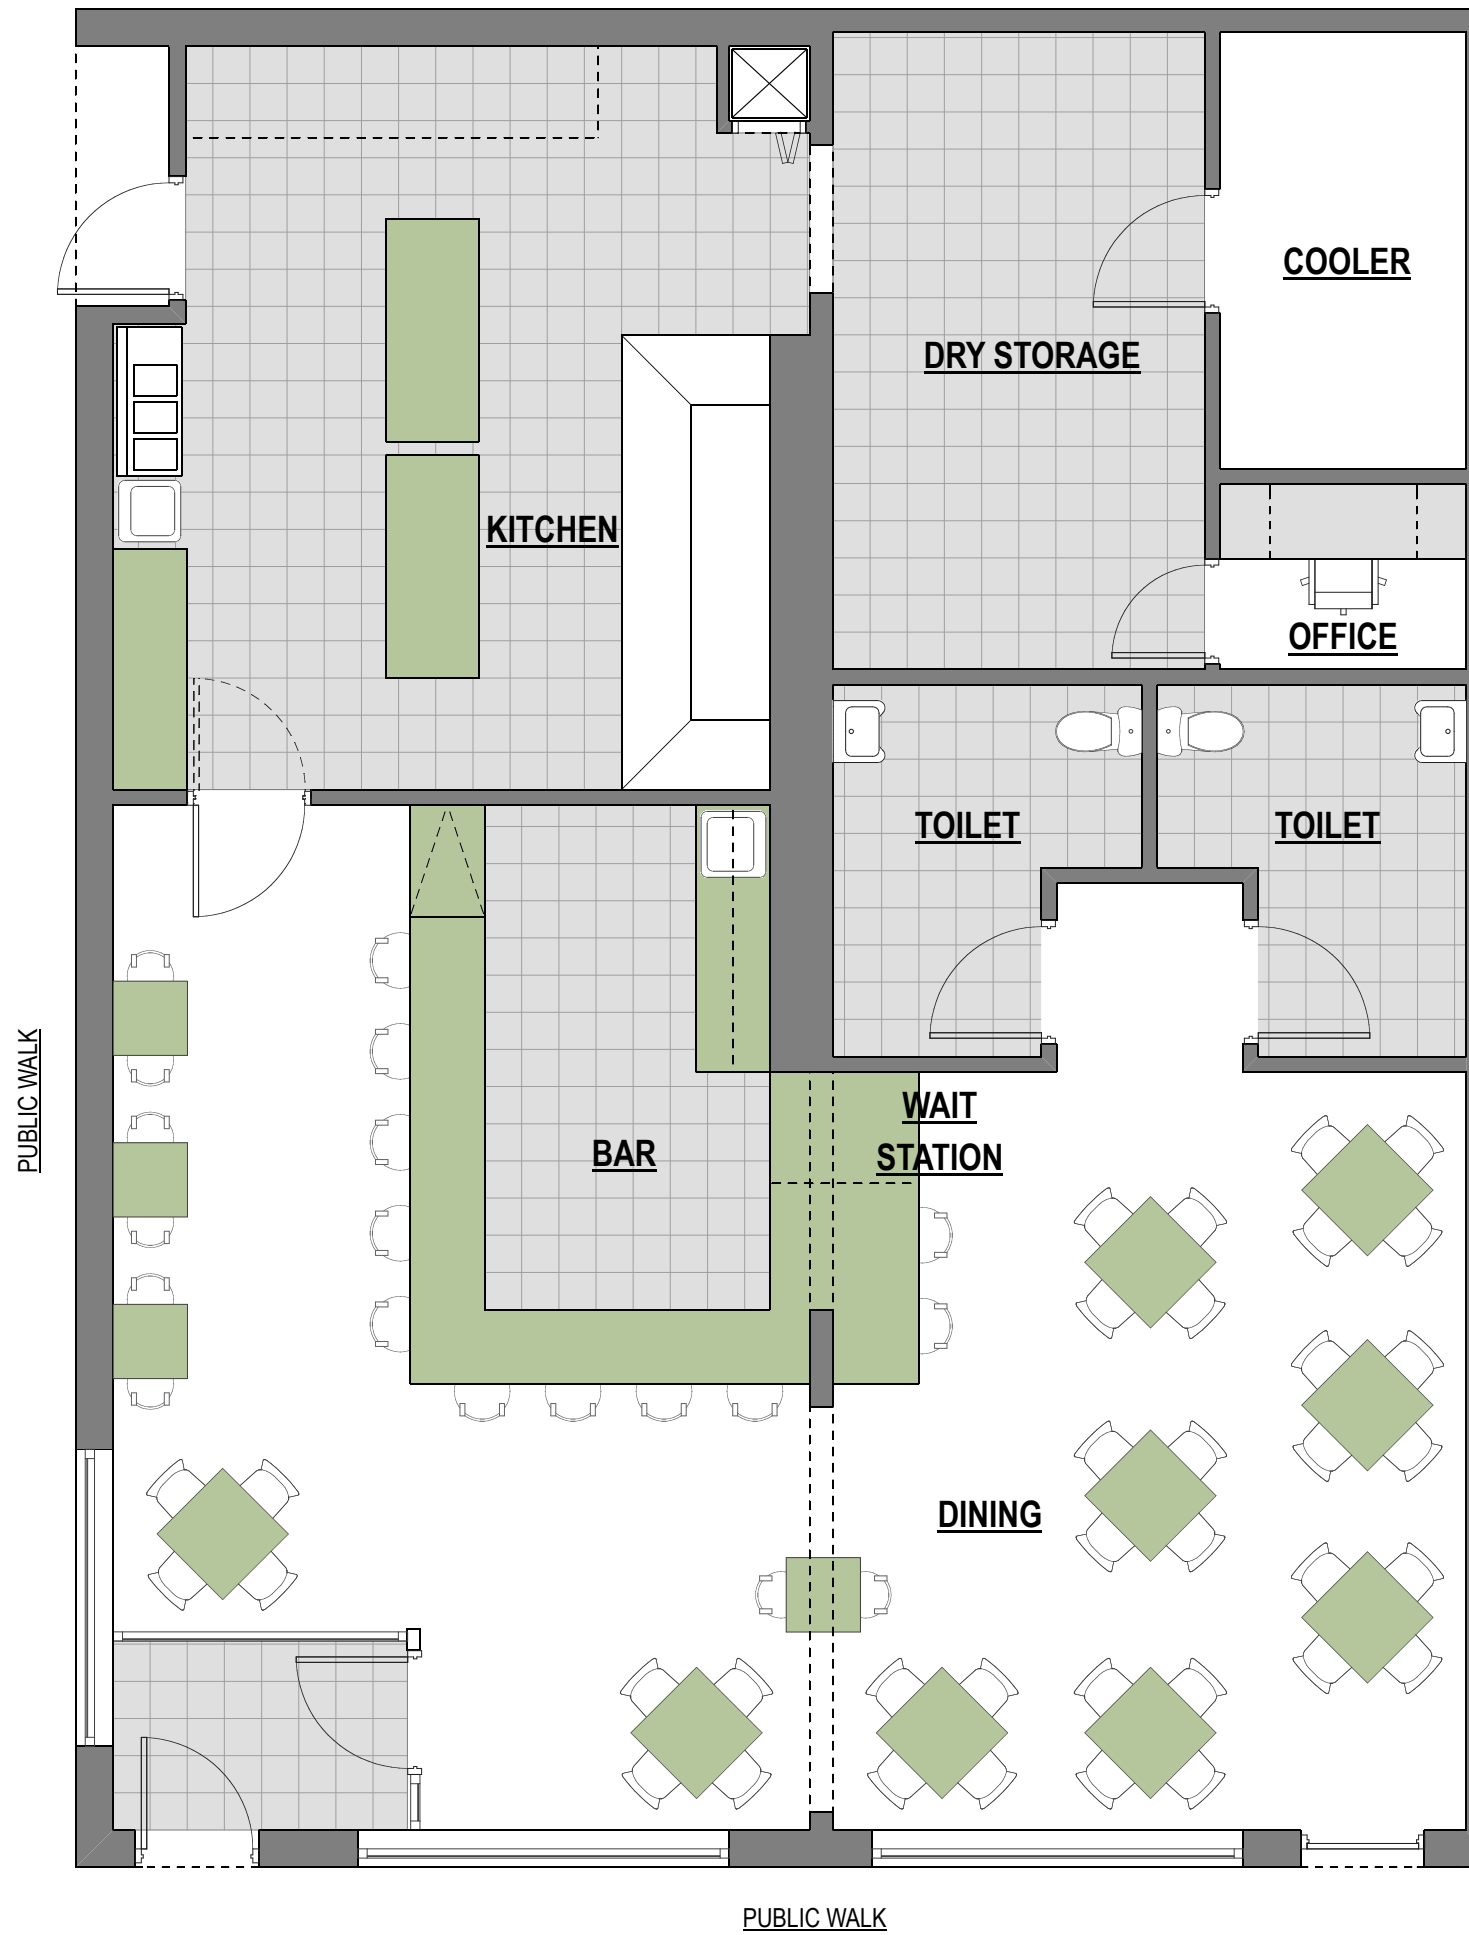 COOLER
DRY STORAGE
KITCHEN
OFFICE
TOILET
TOILET
PUBLIC WALK
WAIT
STATION
BAR
DINING
PUBLIC WALK